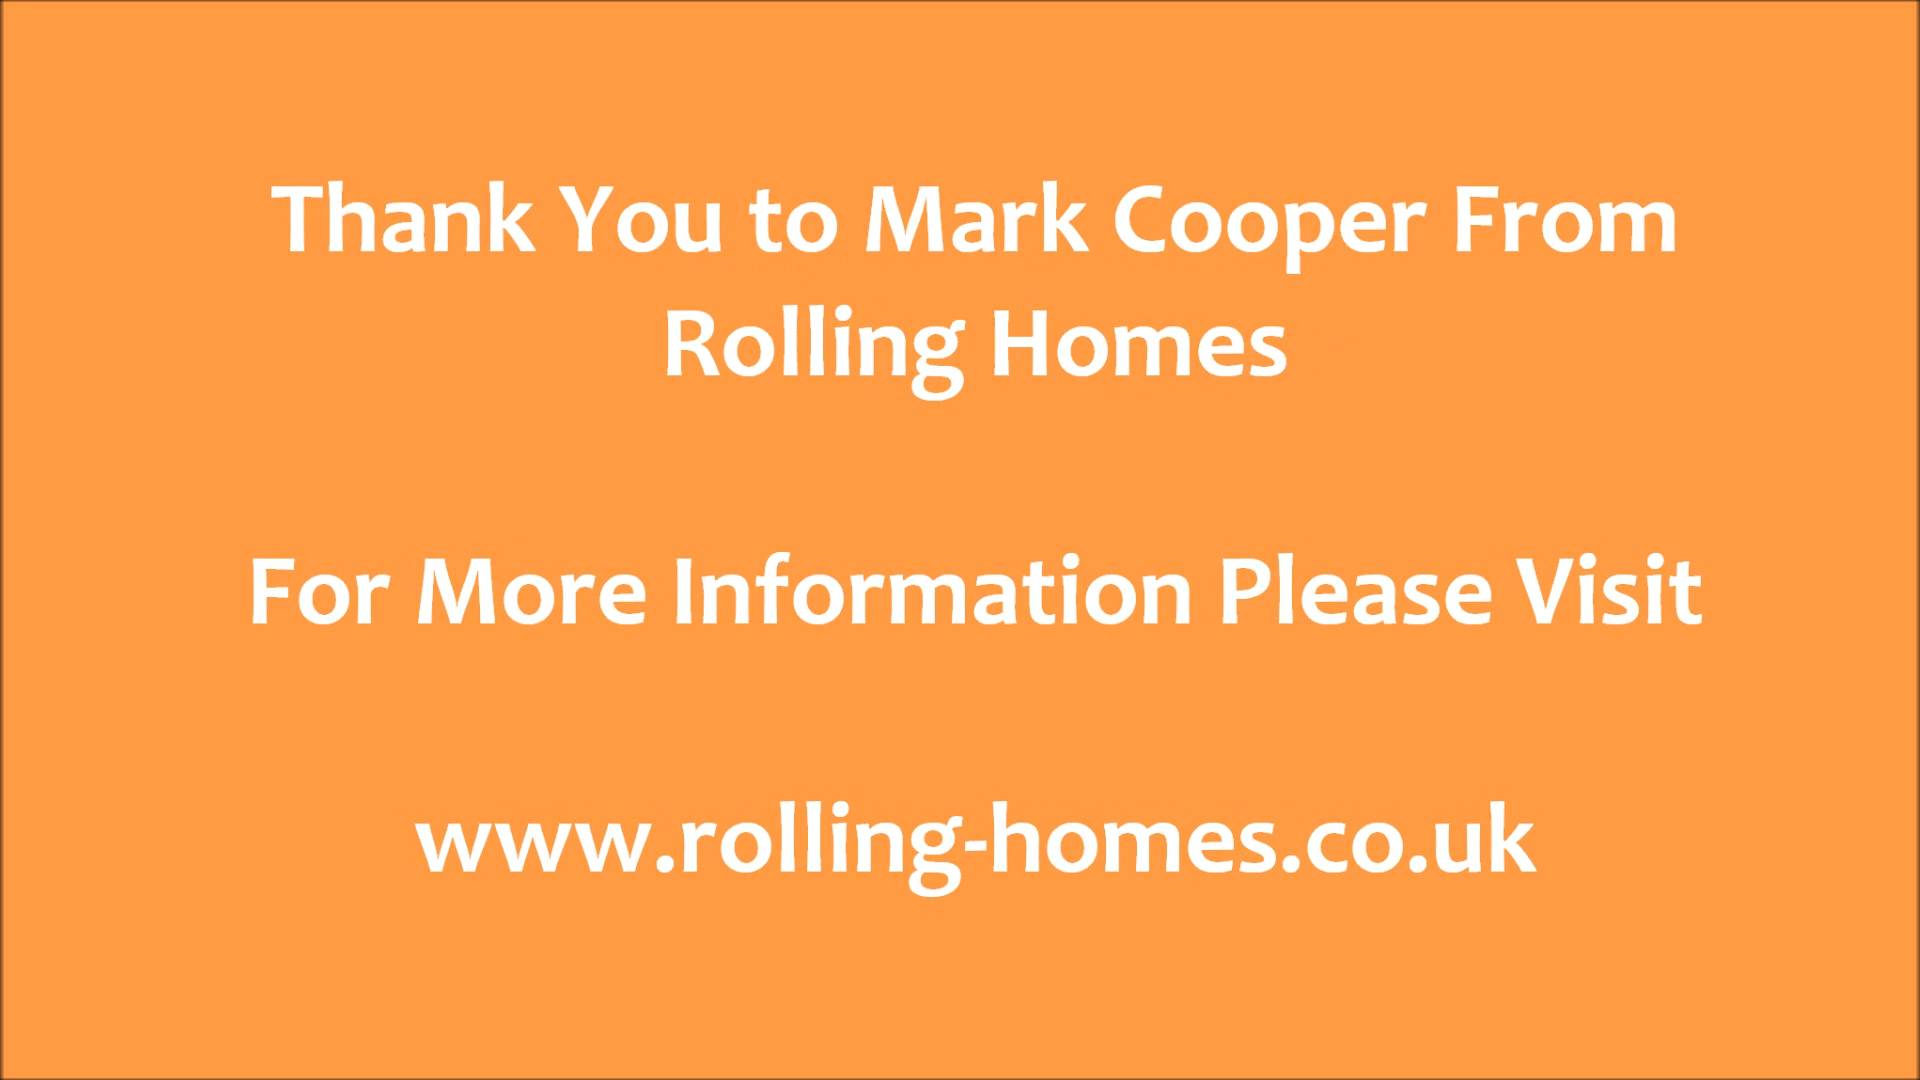 Thank You to Mark Cooper From
Rolling Homes
For More Information Please Visit
www.rolling-homes.co.uk